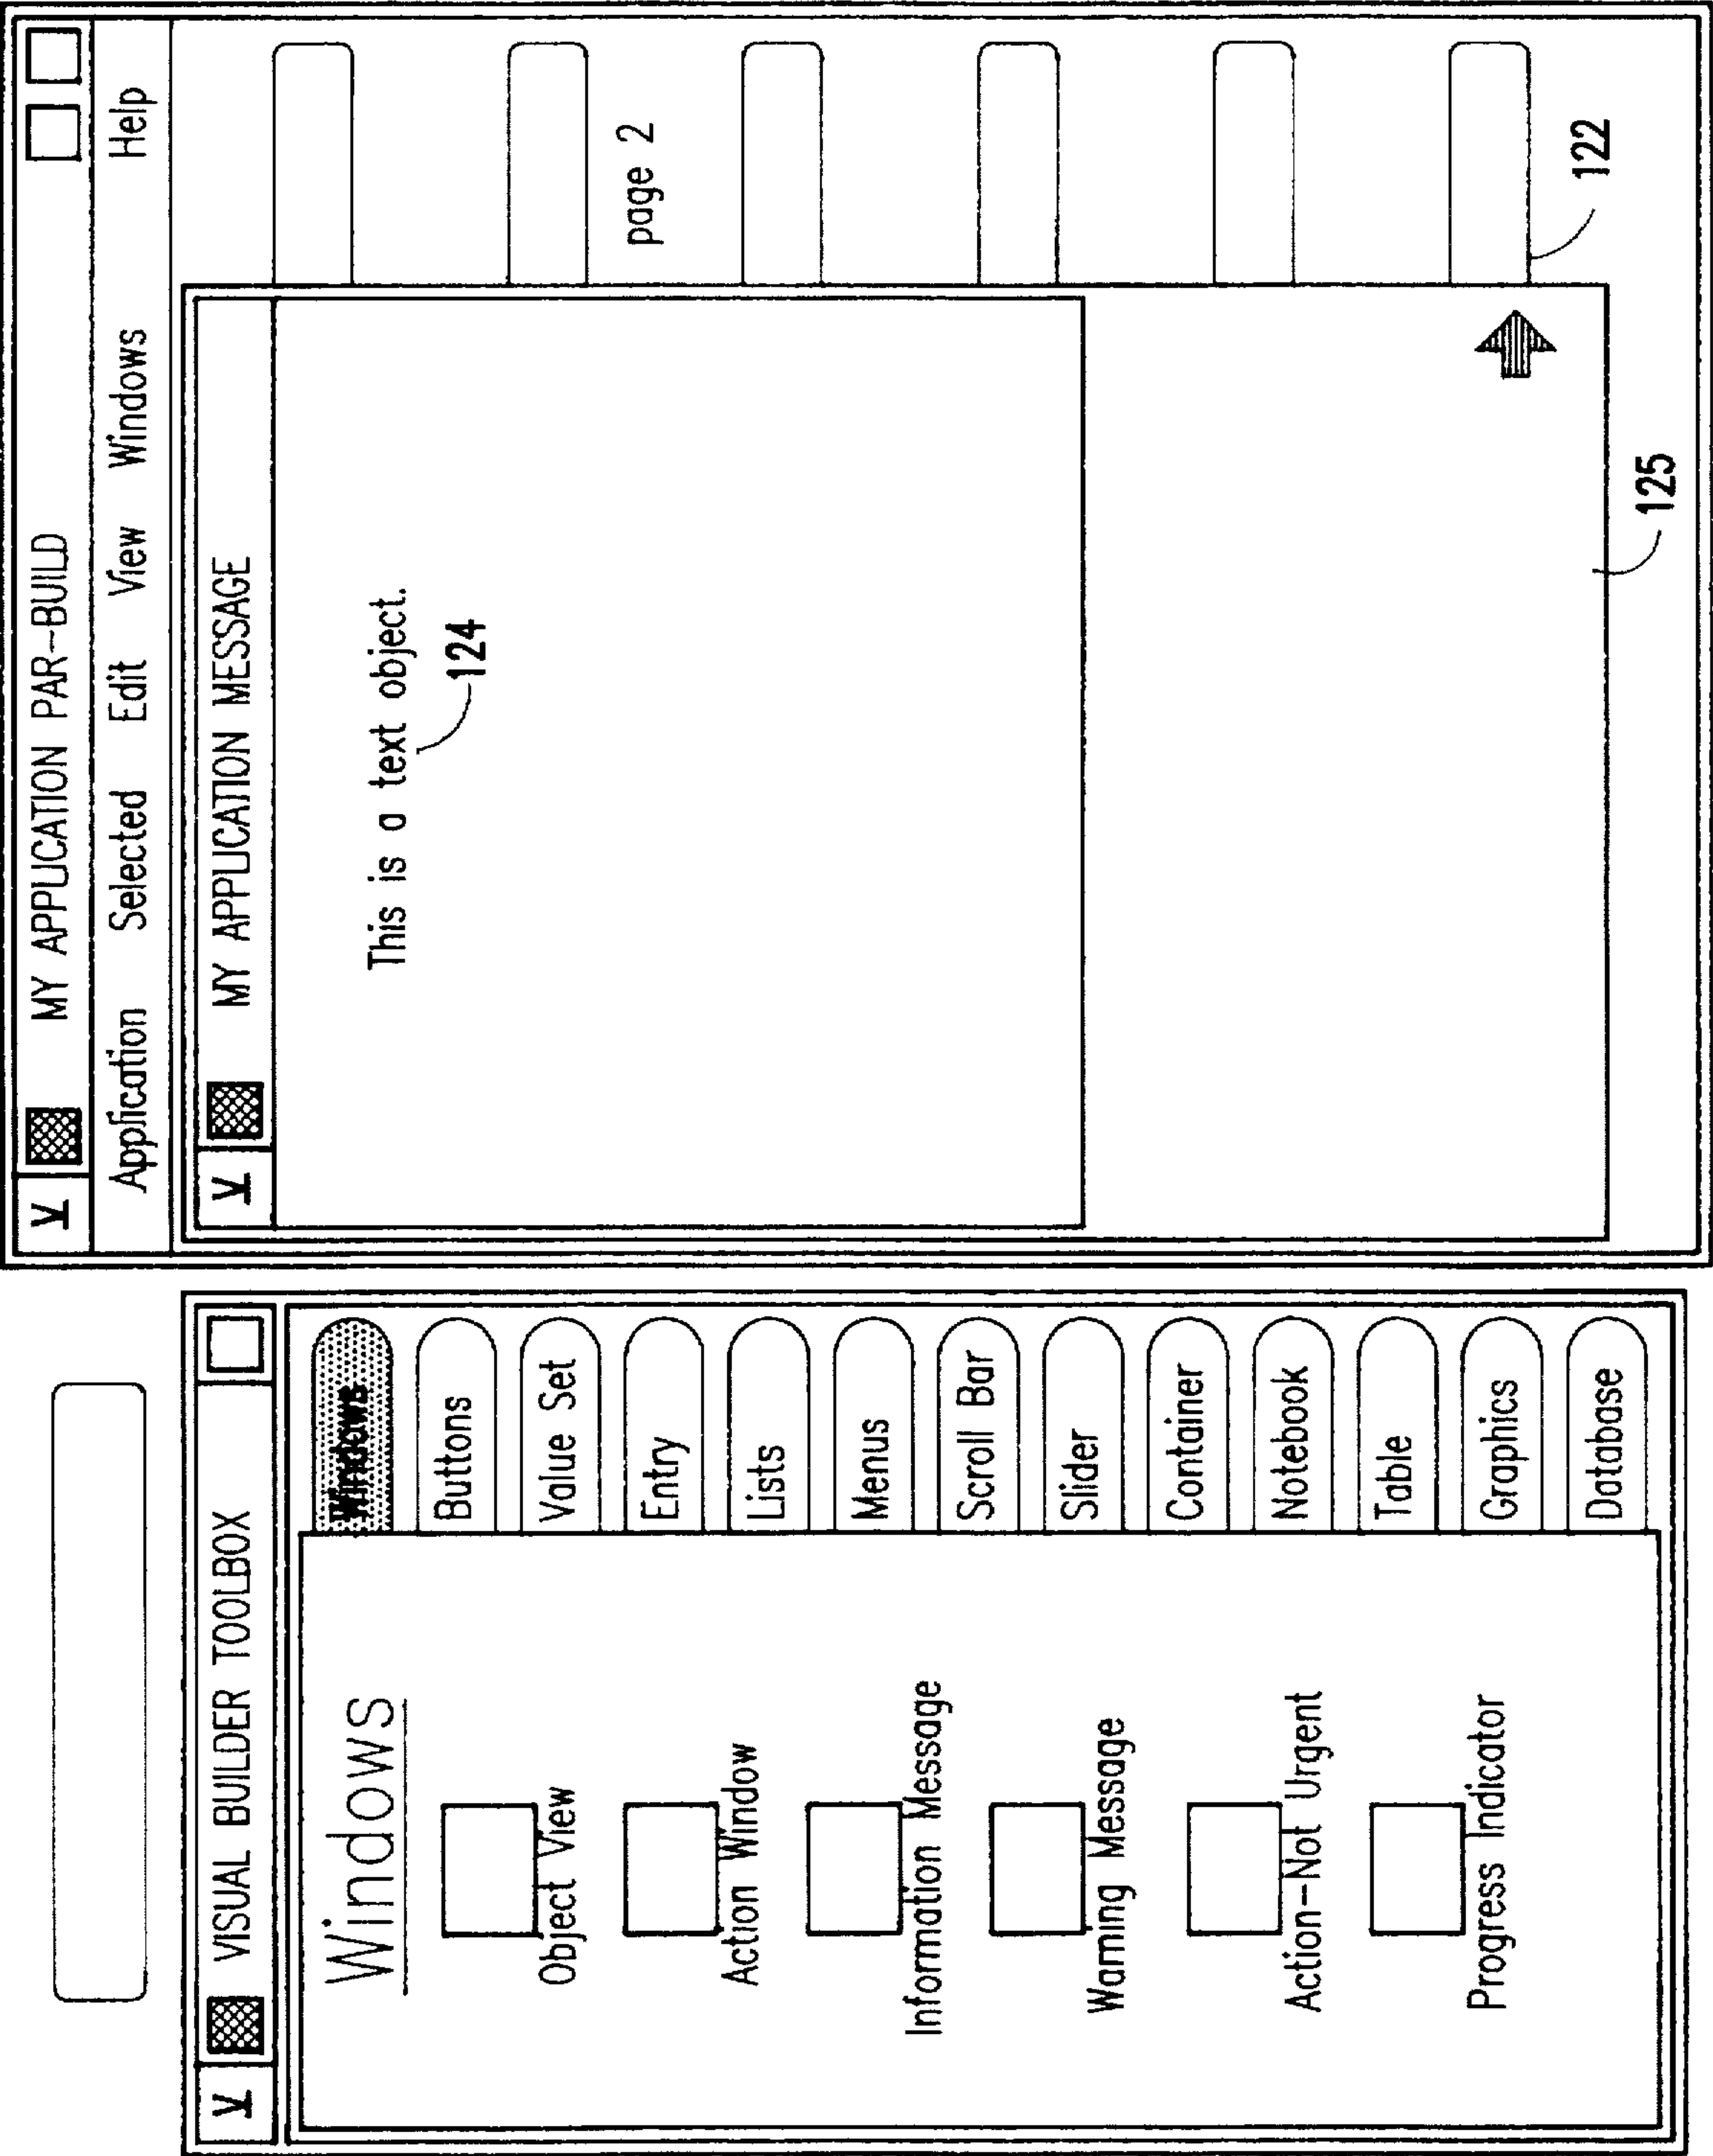 VISUAL BUILDER TOOLBOX
Windows
Object View
Action Window
Information Message
Warning Message
Action-Not Urgent
Progress Indicator
Windows
Buttons
Value Set
Entry
Lists
Menus
Scroll Bar
Slider
Container
Notebook
Table
Graphics
Database
MY APPLICATION PAR-BUILD
Application Selected Edit View Windows Help
MY APPLICATION MESSAGE
This is a text object.
124
page 2
122
125